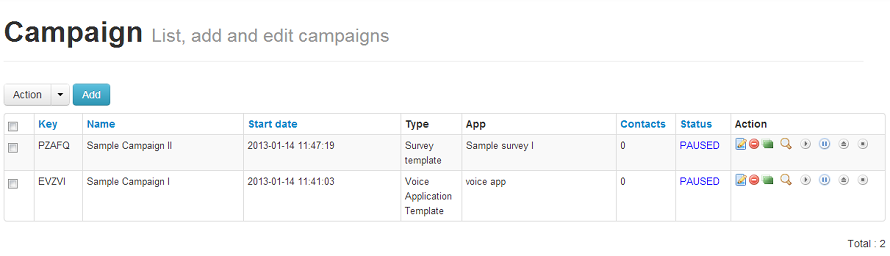 Campaign List, add and edit campaigns
Action Add
Key Name Start date Type App Contacts Status Action
PZAFQ Sample Campaign II 2013-01-14 11:47:19 Survey template Sample survey I 0 PAUSED
EVZVI Sample Campaign I 2013-01-14 11:41:03 Voice Application Template voice app 0 PAUSED
Total : 2